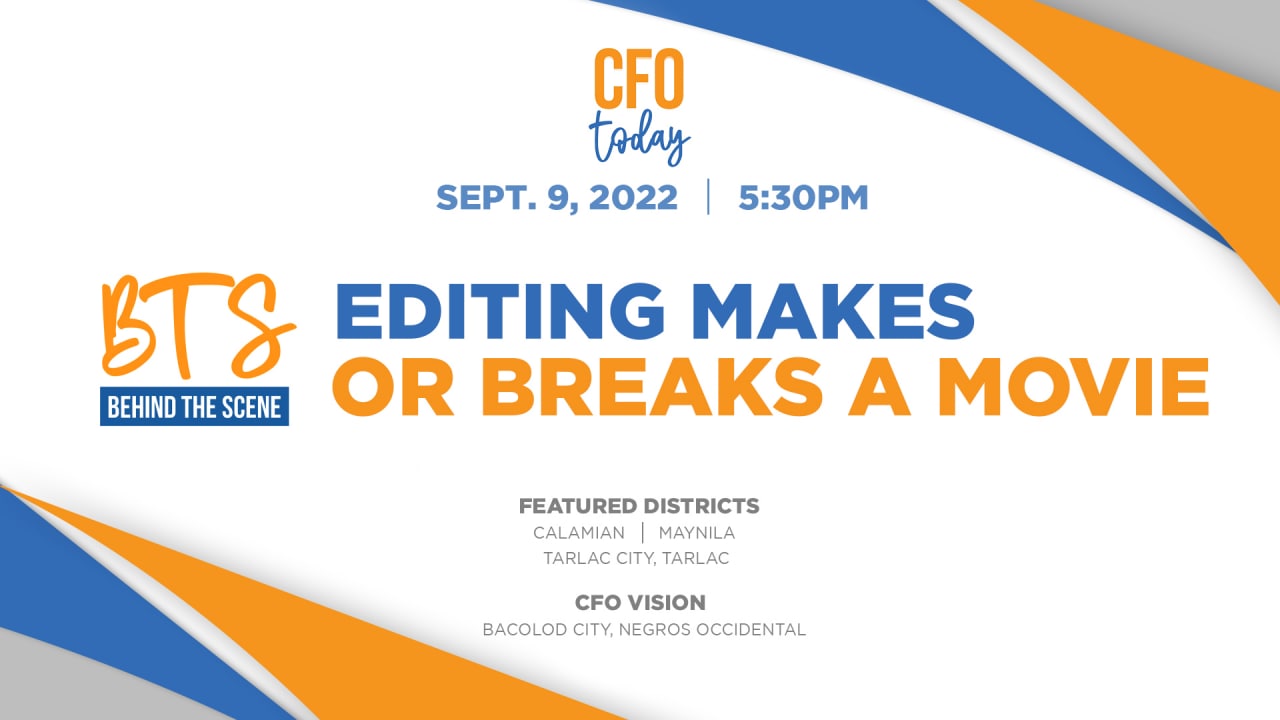 CFO
today
SEPT. 9, 2022 | 5:30PM
BTS
BEHIND THE SCENE
EDITING MAKES
OR BREAKS A MOVIE
FEATURED DISTRICTS
CALAMIAN | MAYNILA
TARLAC CITY, TARLAC
CFO VISION
BACOLOD CITY, NEGROS OCCIDENTAL